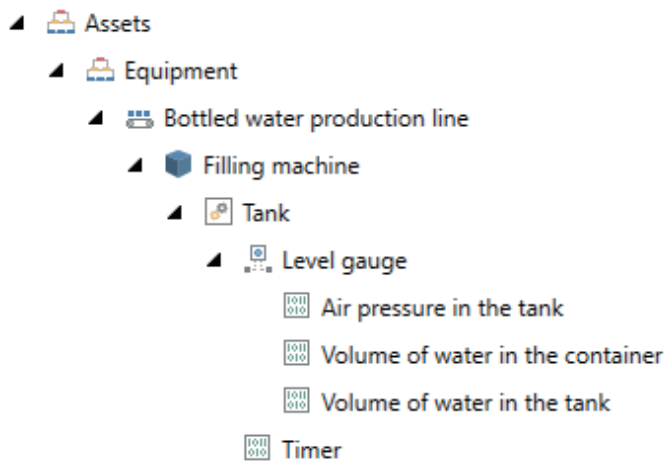 Assets
Equipment
Bottled water production line
Filling machine
Tank
Level gauge
Air pressure in the tank
Volume of water in the container
Volume of water in the tank
Timer